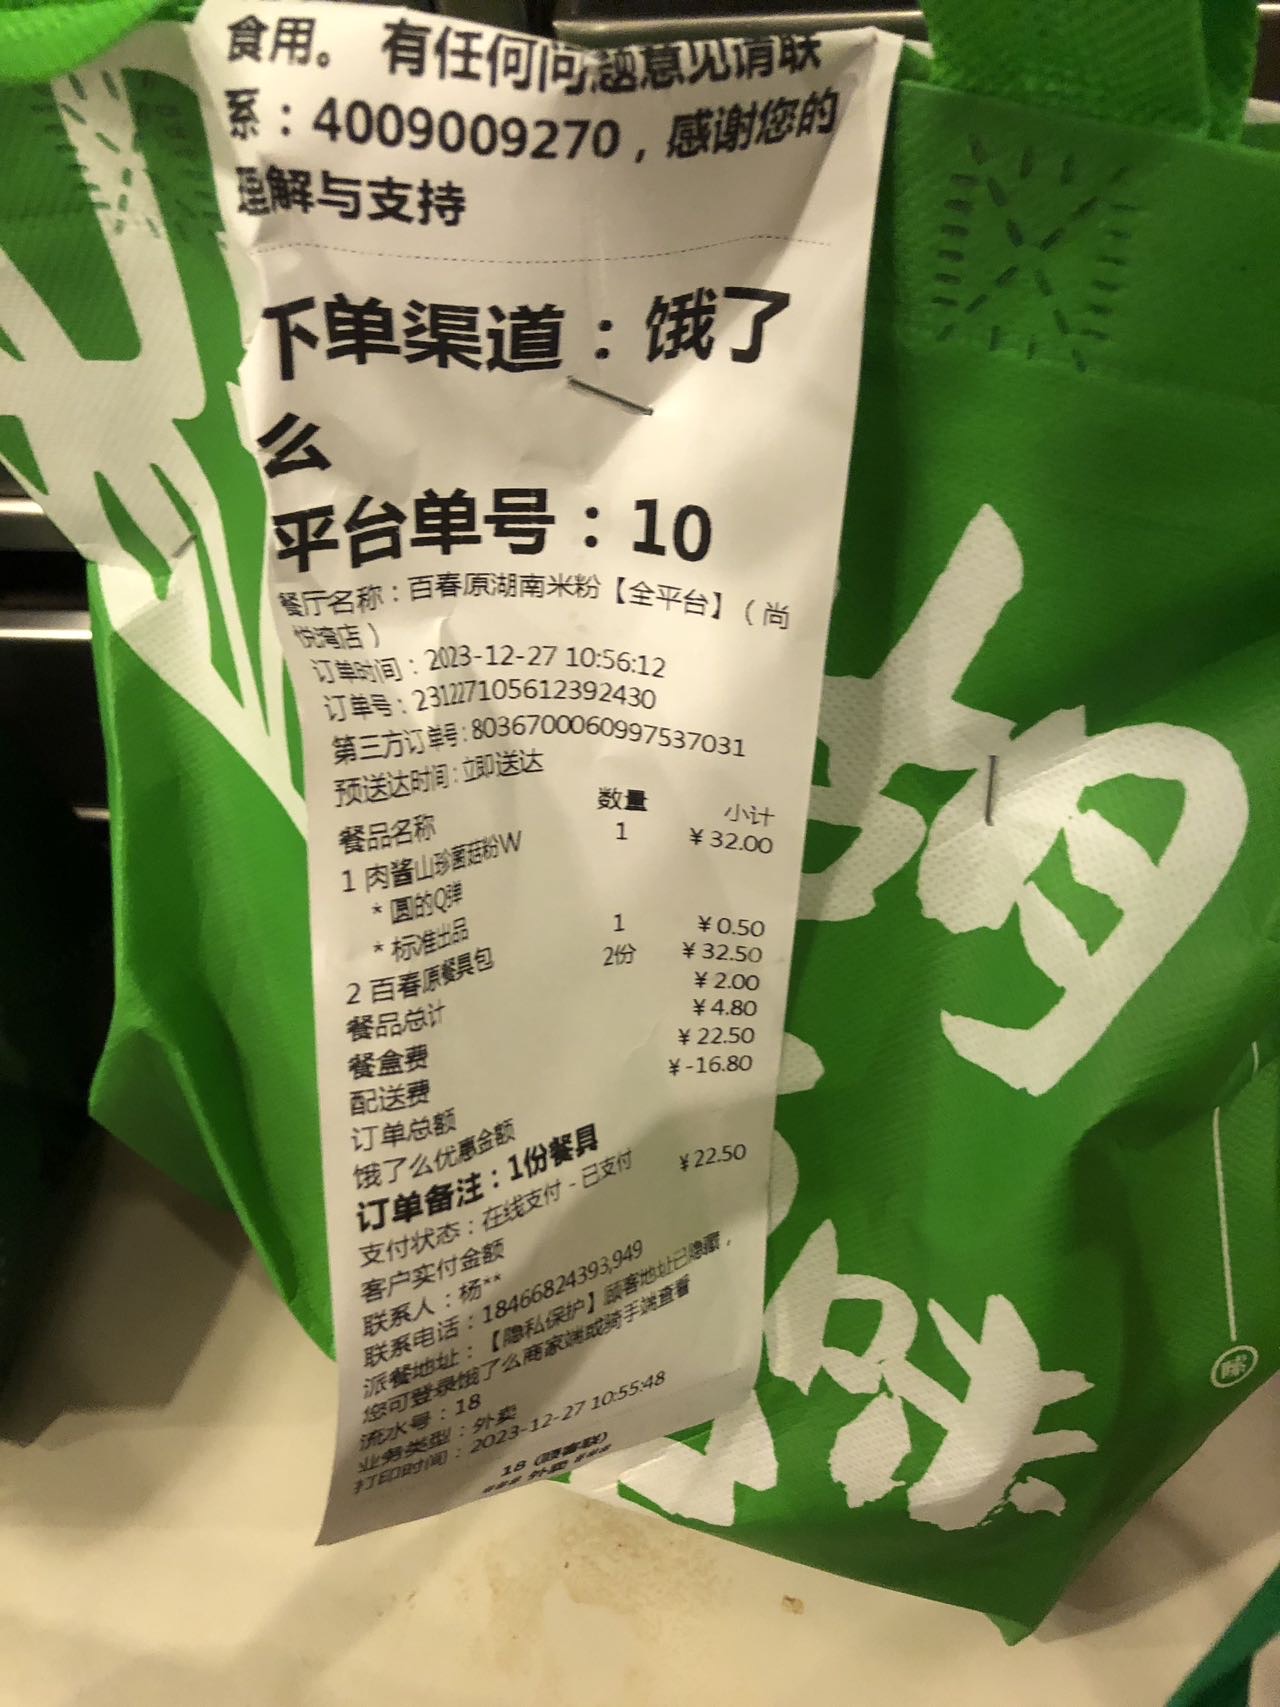 食用。 有任何问题意见请联
系：4009009270，感谢您的
理解与支持
下单渠道：饿了
么
平台单号：10
餐厅名称：百春原湖南米粉【全平台】（尚
悦湾店）
订单时间：2023-12-27 10:56:12
订单号：231227105612392430
第三方订单号:8036700060997537031
预送达时间:立即送达
餐品名称 数量 小计
1 肉酱山珍菌菇粉W 1 ￥32.00
* 圆的Q弹
* 标准出品
2 百春原餐具包 1 ￥0.50
餐品总计 2份 ￥32.50
餐盒费 ￥2.00
配送费 ￥4.80
订单总额 ￥22.50
饿了么优惠金额 ￥-16.80
订单备注：1份餐具
支付状态：在线支付 - 已支付
客户实付金额 ￥22.50
联系人：杨**
联系电话：18466824393,949
派餐地址：【隐私保护】顾客地址已隐藏，
您可登录饿了么商家端或骑手端查看
流水号：18
业务类型：外卖
打印时间：2023-12-27 10:55:48
18 (顾客联)
### 外卖 ###